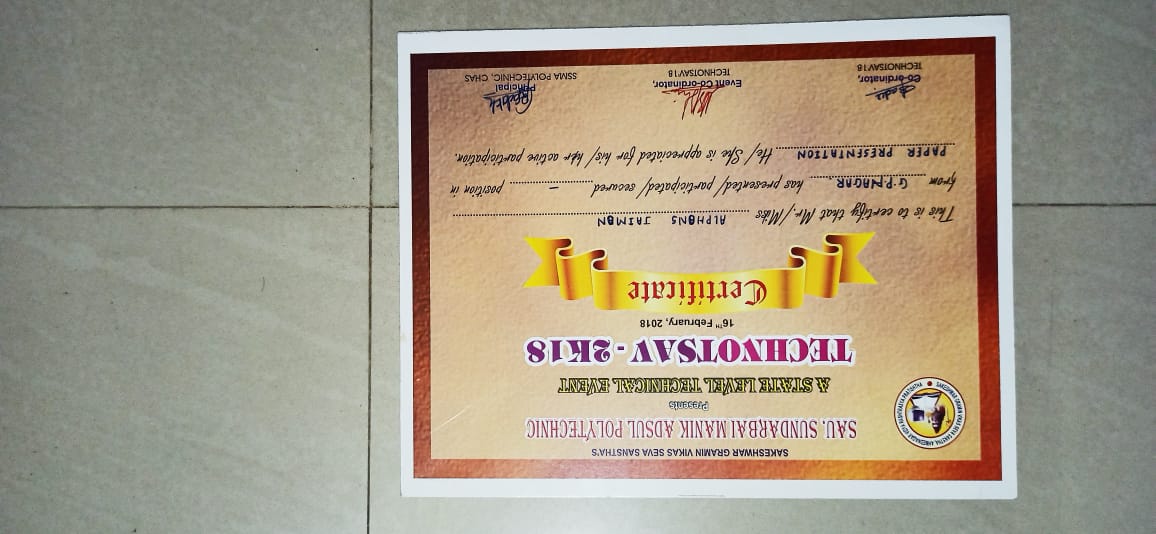 SAKESHWAR GRAMIN VIKAS SEVA SANSTHA'S
SAU. SUNDARBAI MANIK ADSUL POLYTECHNIC
Presents
A STATE LEVEL TECHNICAL EVENT
TECHNOTSAV - 2K18
16TH February, 2018
Certificate
This is to certify that Mr./Miss ALPHONS JAIMON
from G.P.NAGAR has presented/ participated/ secured – position in
PAPER PRESENTATION He/ She is appreciated for his/ her active participation.
Co-ordinator, Event Co-ordinator, Principal
TECHNOTSAV18 TECHNOTSAV18 SSMA POLYTECHNIC, CHAS